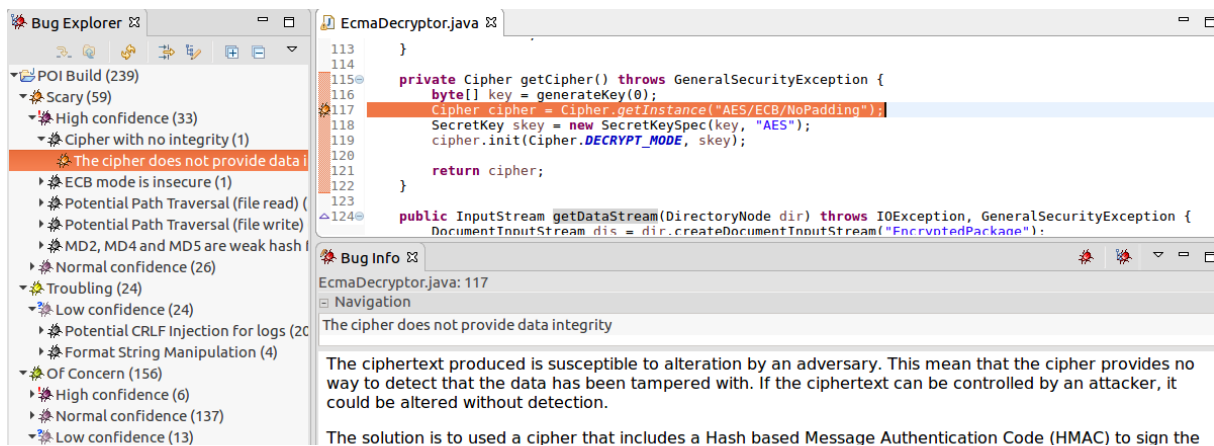 Bug Explorer
POI Build (239)
Scary (59)
High confidence (33)
Cipher with no integrity (1)
The cipher does not provide data i
ECB mode is insecure (1)
Potential Path Traversal (file read) (
Potential Path Traversal (file write)
MD2, MD4 and MD5 are weak hash f
Normal confidence (26)
Troubling (24)
Low confidence (24)
Potential CRLF Injection for logs (20
Format String Manipulation (4)
Of Concern (156)
High confidence (6)
Normal confidence (137)
Low confidence (13)
EcmaDecryptor.java
113 }
114
115 private Cipher getCipher() throws GeneralSecurityException {
116 byte[] key = generateKey(0);
117 Cipher cipher = Cipher.getInstance("AES/ECB/NoPadding");
118 SecretKey skey = new SecretKeySpec(key, "AES");
119 cipher.init(Cipher.DECRYPT_MODE, skey);
120
121 return cipher;
122 }
123
124 public InputStream getDataStream(DirectoryNode dir) throws IOException, GeneralSecurityException {
DocumentInputStream dis = dir.createDocumentInputStream("EncryptedPackage");
Bug Info
EcmaDecryptor.java: 117
Navigation
The cipher does not provide data integrity
The ciphertext produced is susceptible to alteration by an adversary. This mean that the cipher provides no
way to detect that the data has been tampered with. If the ciphertext can be controlled by an attacker, it
could be altered without detection.
The solution is to used a cipher that includes a Hash based Message Authentication Code (HMAC) to sign the